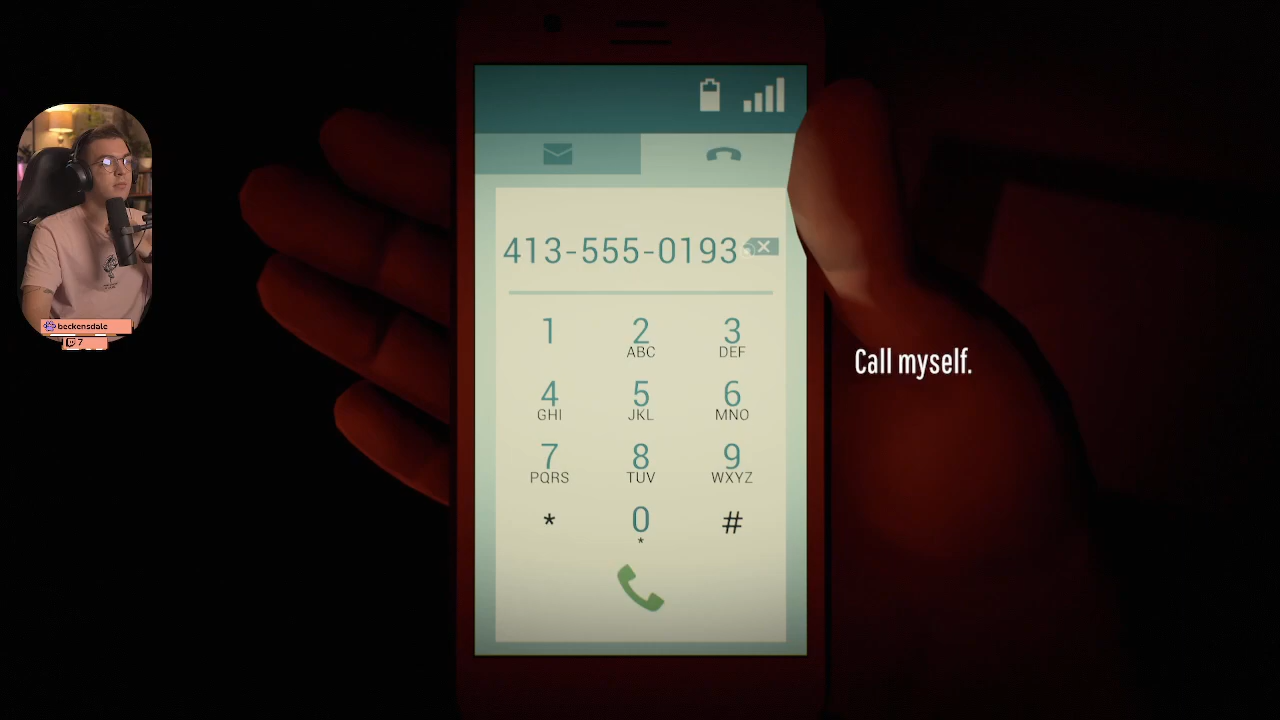 beckensdale
7
413-555-0193
1
2
3
ABC
DEF
4
5
6
GHI
JKL
MNO
7
8
9
PQRS
TUV
WXYZ
*
0
#
*
Call myself.